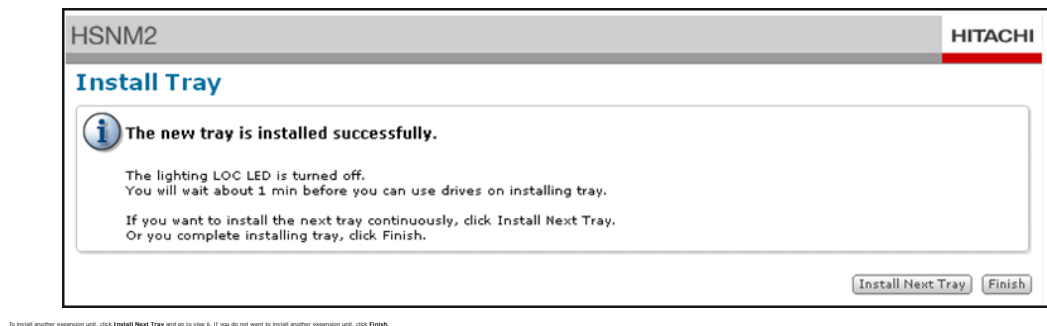 HSNM2
HITACHI
Install Tray
The new tray is installed successfully.
The lighting LOC LED is turned off.
You will wait about 1 min before you can use drives on installing tray.
If you want to install the next tray continuously, click Install Next Tray.
Or you complete installing tray, click Finish.
Install Next Tray Finish
To install another expansion unit, click Install Next Tray and go to step 6. If you do not want to install another expansion unit, click Finish.